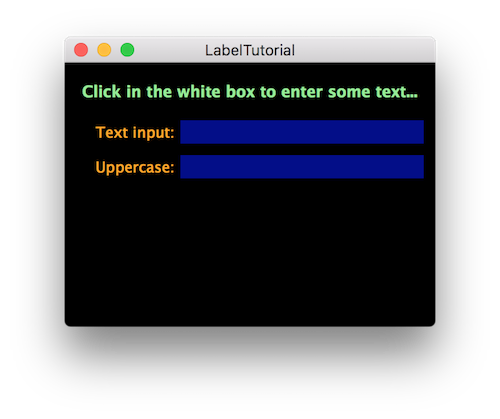 LabelTutorial
Click in the white box to enter some text...
Text input:
Uppercase: